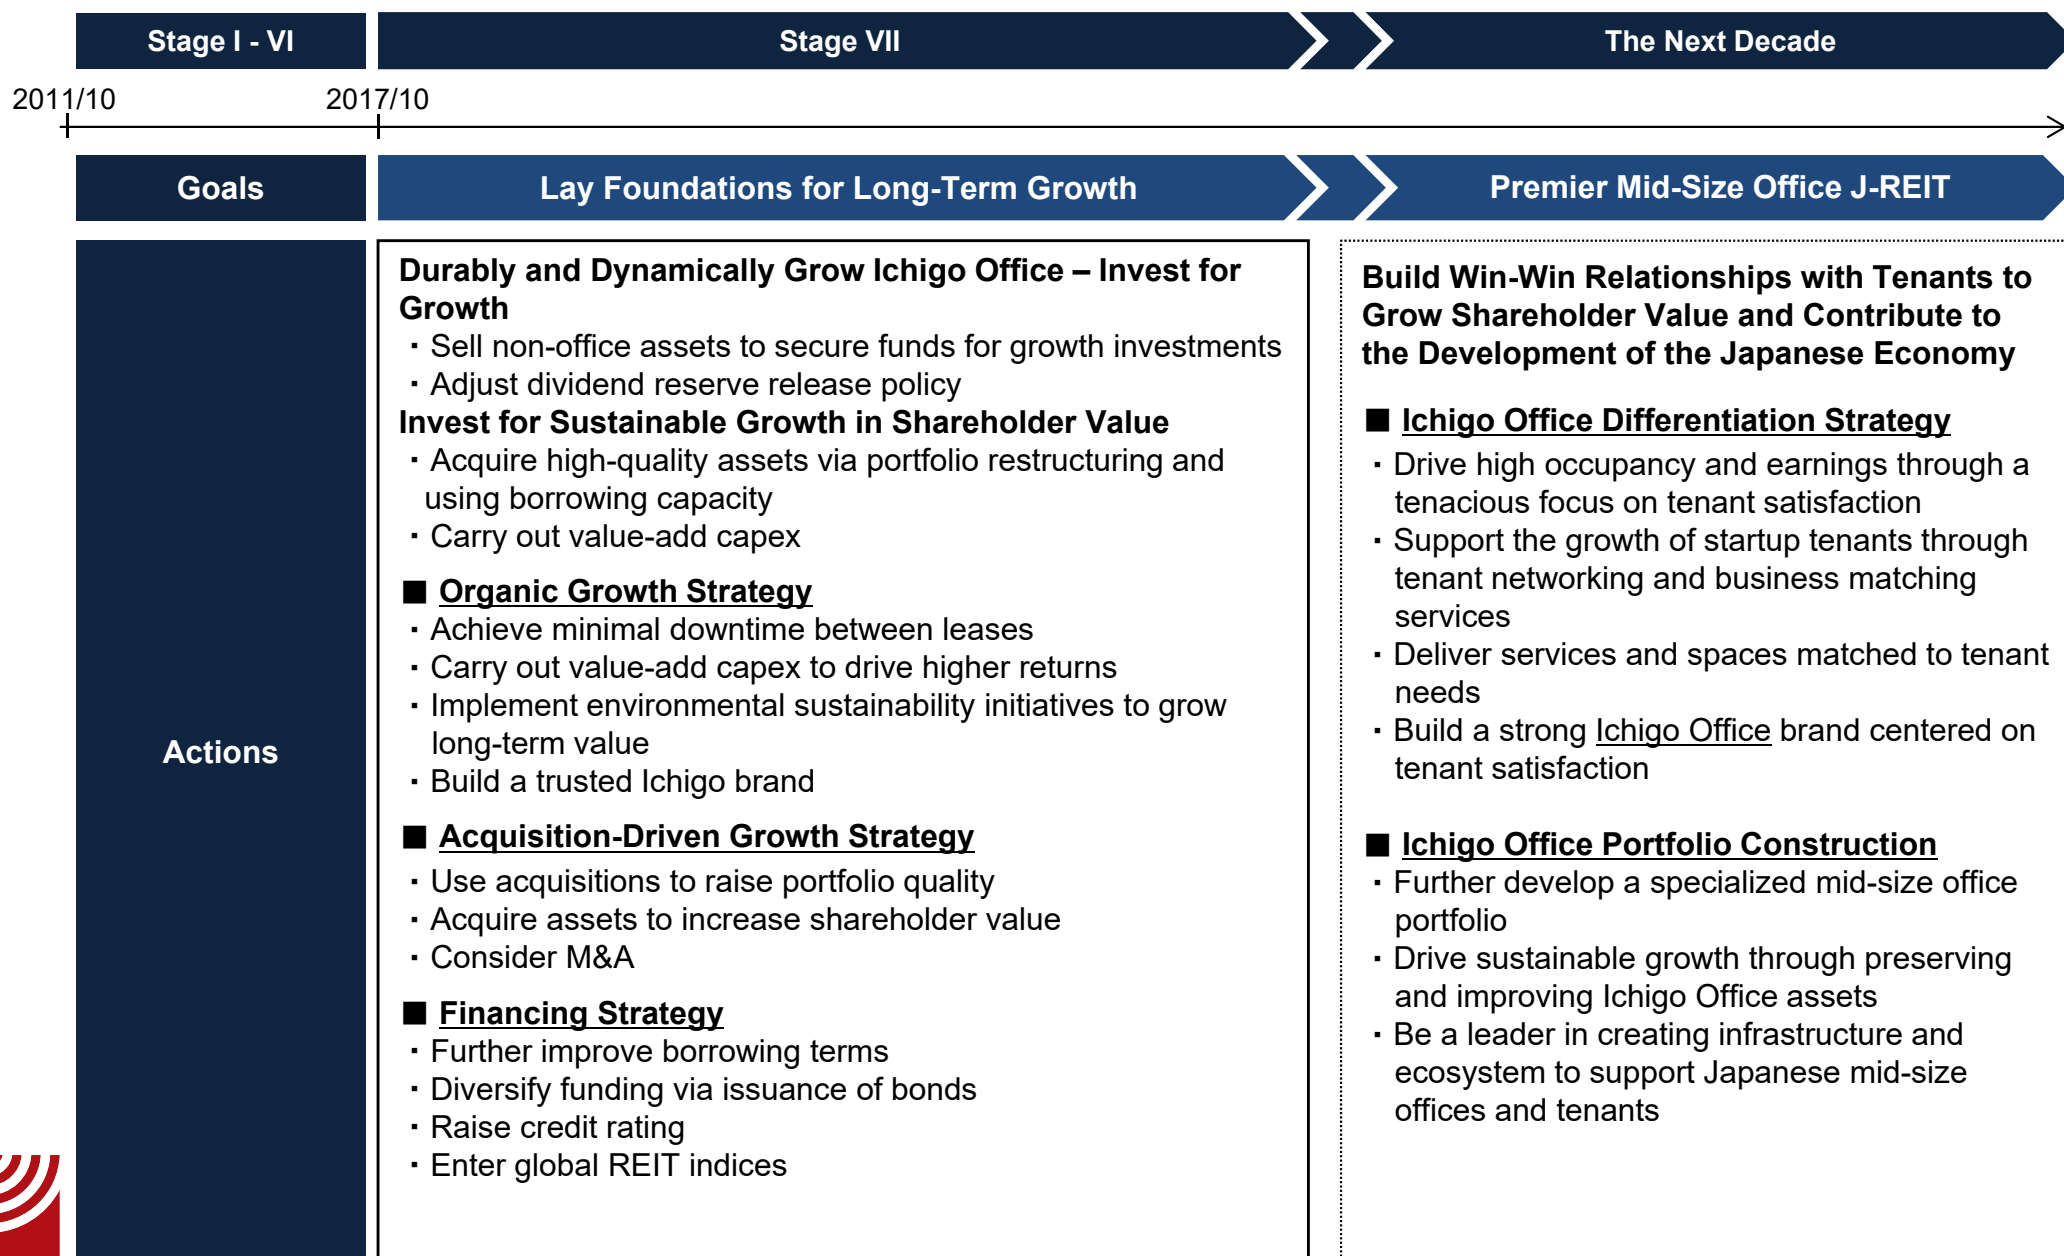 Stage I - VI
Stage VII
The Next Decade
2011/10
2017/10
Goals
Lay Foundations for Long-Term Growth
Premier Mid-Size Office J-REIT
Actions
Durably and Dynamically Grow Ichigo Office – Invest for
Growth
・Sell non-office assets to secure funds for growth investments
・Adjust dividend reserve release policy
Invest for Sustainable Growth in Shareholder Value
・Acquire high-quality assets via portfolio restructuring and
using borrowing capacity
・Carry out value-add capex
■ Organic Growth Strategy
・Achieve minimal downtime between leases
・Carry out value-add capex to drive higher returns
・Implement environmental sustainability initiatives to grow
long-term value
・Build a trusted Ichigo brand
■ Acquisition-Driven Growth Strategy
・Use acquisitions to raise portfolio quality
・Acquire assets to increase shareholder value
・Consider M&A
■ Financing Strategy
・Further improve borrowing terms
・Diversify funding via issuance of bonds
・Raise credit rating
・Enter global REIT indices
Build Win-Win Relationships with Tenants to
Grow Shareholder Value and Contribute to
the Development of the Japanese Economy
■ Ichigo Office Differentiation Strategy
・Drive high occupancy and earnings through a
tenacious focus on tenant satisfaction
・Support the growth of startup tenants through
tenant networking and business matching
services
・Deliver services and spaces matched to tenant
needs
・Build a strong Ichigo Office brand centered on
tenant satisfaction
■ Ichigo Office Portfolio Construction
・Further develop a specialized mid-size office
portfolio
・Drive sustainable growth through preserving
and improving Ichigo Office assets
・Be a leader in creating infrastructure and
ecosystem to support Japanese mid-size
offices and tenants